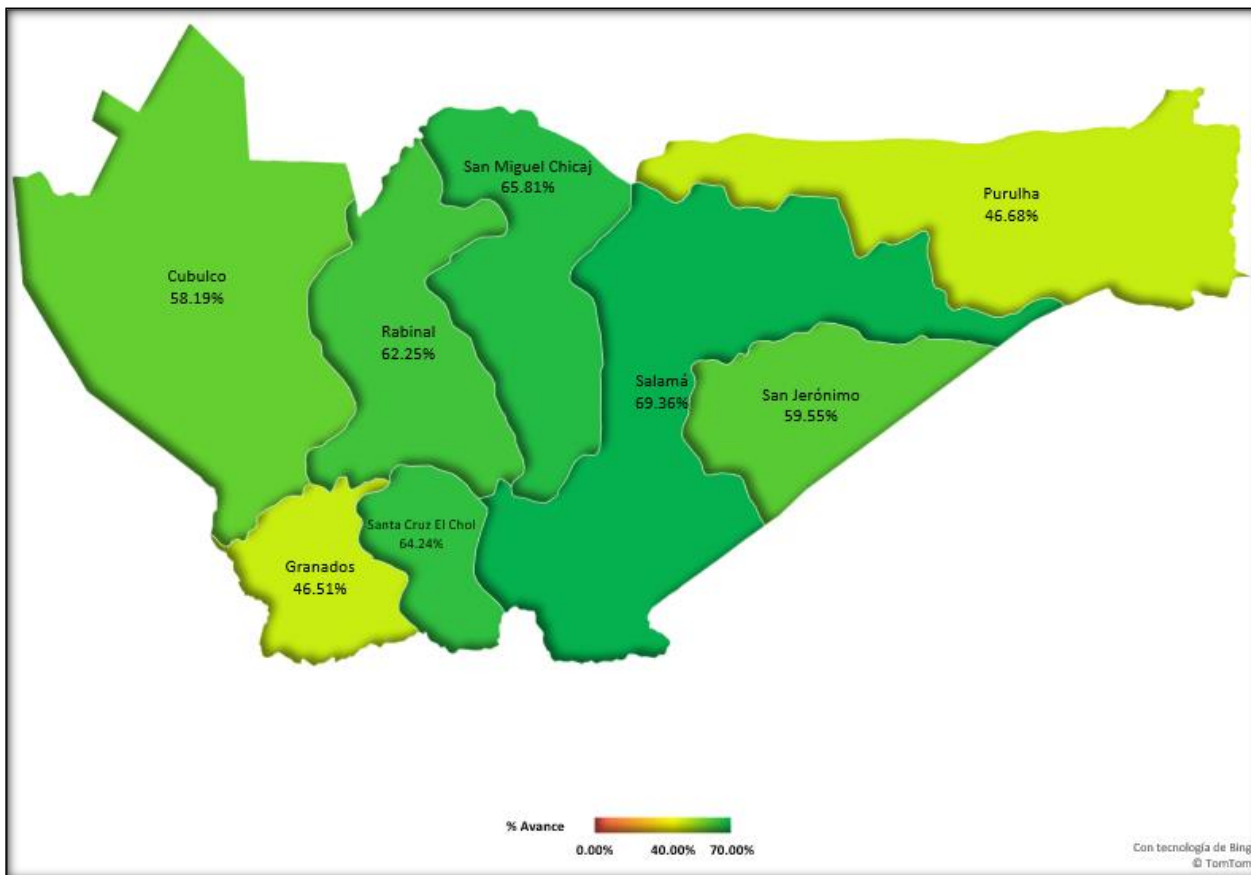 San Miguel Chicaj
65.81%
Purulha
46.68%
Cubulco
58.19%
Rabinal
62.25%
Salamá
69.36%
San Jerónimo
59.55%
Santa Cruz El Chol
64.24%
Granados
46.51%
% Avance
0.00% 40.00% 70.00%
Con tecnología de Bing
© TomTom